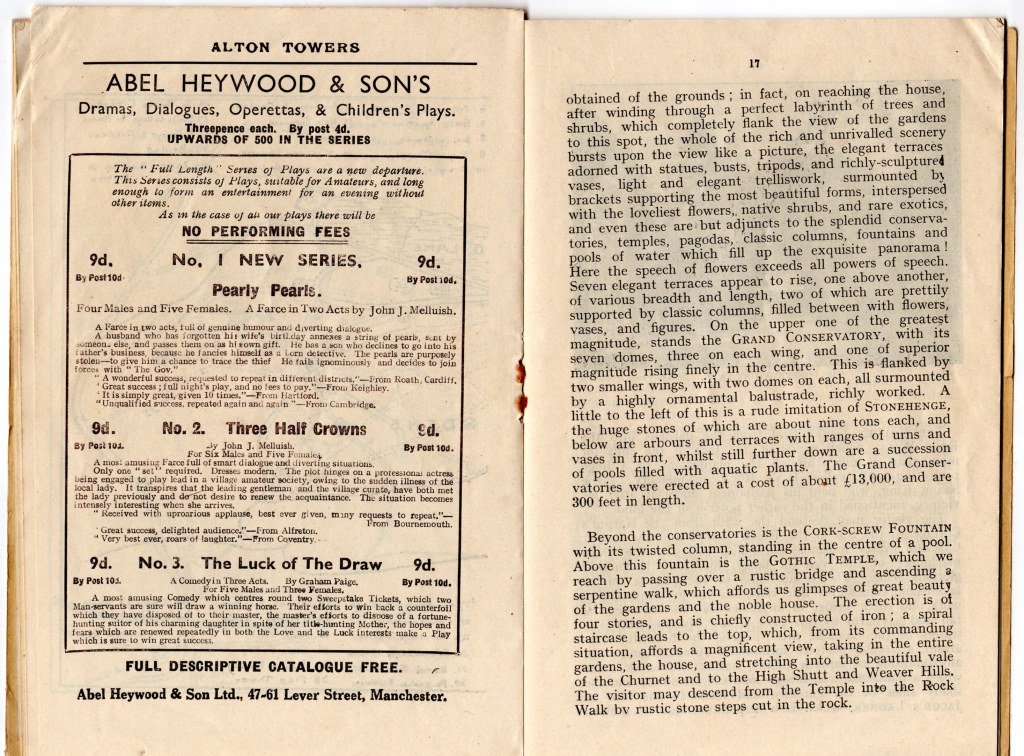 ALTON TOWERS
ABEL HEYWOOD & SON'S
Dramas, Dialogues, Operettas, & Children's Plays.
Threepence each. By post 4d.
UPWARDS OF 500 IN THE SERIES
The "Full Length" Series of Plays are a new departure.
This Series consists of Plays, suitable for Amateurs, and long
enough to form an entertainment for an evening without
other items.
As in the case of all our plays there will be
NO PERFORMING FEES
9d. No. 1 NEW SERIES. 9d.
By Post 10d. By Post 10d.
Pearly Pearls.
Four Males and Five Females. A Farce in Two Acts by John J. Melluish.
A Farce in two acts, full of genuine humour and diverting dialogue.
A husband who has forgotten his wife's birthday annexes a string of pearls, sent by
someone else, and passes them on as his own gift. He has a son who declines to go into his
father's business, because he fancies himself as a born detective. The pearls are purposely
stolen—to give him a chance to trace the thief He fails ignominously and decides to join
forces with "The Gov."
"A wonderful success, requested to repeat in different districts."—From Roath, Cardiff.
"Great success; full night's play, and no fees to pay."—From Keighley.
"It is simply great, given 10 times."—From Hartford.
"Unqualified success, repeated again and again"—From Cambridge.
9d. No. 2. Three Half Crowns 9d.
By Post 10d. By John J. Melluish. By Post 10d.
For Six Males and Five Females.
A most amusing Farce full of smart dialogue and diverting situations.
Only one "set" required. Dresses modern. The plot hinges on a professional actress
being engaged to play lead in a village amateur society, owing to the sudden illness of the
local lady. It transpires that the leading gentleman and the village curate, have both met
the lady previously and do not desire to renew the acquaintance. The situation becomes
intensely interesting when she arrives.
"Received with uproarious applause, best ever given, many requests to repeat."—
From Bournemouth.
"Great success, delighted audience."—From Alfreton.
"Very best ever, roars of laughter."—From Coventry.
9d. No. 3. The Luck of The Draw 9d.
By Post 10d. A Comedy in Three Acts. By Graham Paige. By Post 10d.
For Five Males and Three Females.
A most amusing Comedy which centres round two Sweepstake Tickets, which two
Man-servants are sure will draw a winning horse. Their efforts to win back a counterfoil
which they have disposed of to their master, the master's efforts to dispose of a fortune-
hunting suitor of his charming daughter in spite of her title-hunting Mother, the hopes and
fears which are renewed repeatedly in both the Love and the Luck interests make a Play
which is sure to win great success.
FULL DESCRIPTIVE CATALOGUE FREE.
Abel Heywood & Son Ltd., 47-61 Lever Street, Manchester.
17
obtained of the grounds; in fact, on reaching the house,
after winding through a perfect labyrinth of trees and
shrubs, which completely flank the view of the gardens
to this spot, the whole of the rich and unrivalled scenery
bursts upon the view like a picture, the elegant terraces
adorned with statues, busts, tripods, and richly-sculptured
vases, light and elegant trelliswork, surmounted by
brackets supporting the most beautiful forms, interspersed
with the loveliest flowers, native shrubs, and rare exotics,
and even these are but adjuncts to the splendid conserva-
tories, temples, pagodas, classic columns, fountains and
pools of water which fill up the exquisite panorama!
Here the speech of flowers exceeds all powers of speech.
Seven elegant terraces appear to rise, one above another,
of various breadth and length, two of which are prettily
supported by classic columns, filled between with flowers,
vases, and figures. On the upper one of the greatest
magnitude, stands the GRAND CONSERVATORY, with its
seven domes, three on each wing, and one of superior
magnitude rising finely in the centre. This is flanked by
two smaller wings, with two domes on each, all surmounted
by a highly ornamental balustrade, richly worked. A
little to the left of this is a rude imitation of STONEHENGE,
the huge stones of which are about nine tons each, and
below are arbours and terraces with ranges of urns and
vases in front, whilst still further down are a succession
of pools filled with aquatic plants. The Grand Conser-
vatories were erected at a cost of about £13,000, and are
300 feet in length.
Beyond the conservatories is the CORK-SCREW FOUNTAIN
with its twisted column, standing in the centre of a pool.
Above this fountain is the GOTHIC TEMPLE, which we
reach by passing over a rustic bridge and ascending a
serpentine walk, which affords us glimpses of great beauty
of the gardens and the noble house. The erection is of
four stories, and is chiefly constructed of iron; a spiral
staircase leads to the top, which, from its commanding
situation, affords a magnificent view, taking in the entire
gardens, the house, and stretching into the beautiful vale
of the Churnet and to the High Shutt and Weaver Hills.
The visitor may descend from the Temple into the Rock
Walk by rustic stone steps cut in the rock.